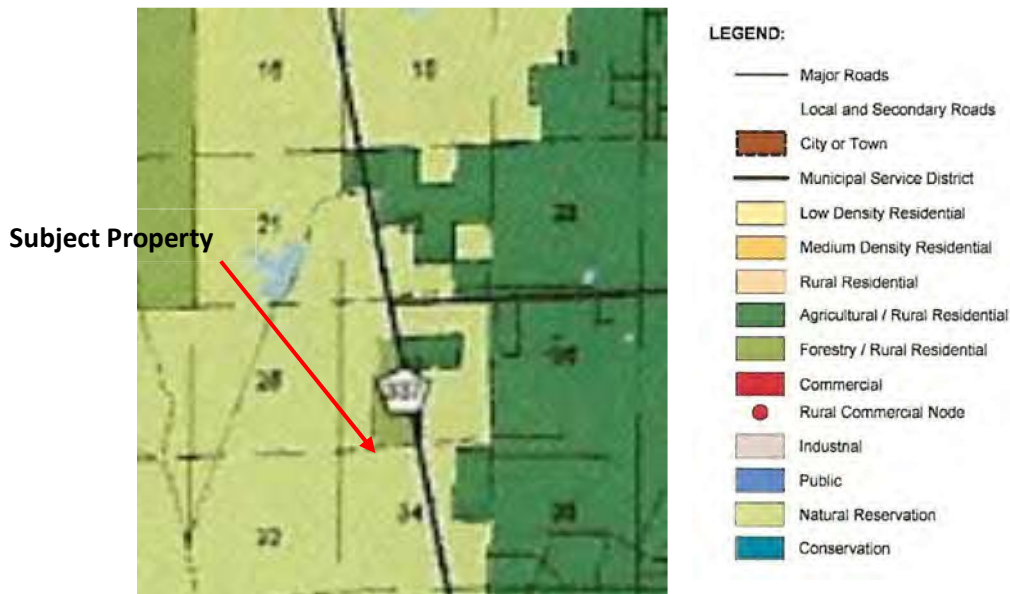 LEGEND:
Major Roads
Local and Secondary Roads
City or Town
Municipal Service District
Low Density Residential
Medium Density Residential
Rural Residential
Agricultural / Rural Residential
Forestry / Rural Residential
Commercial
Rural Commercial Node
Industrial
Public
Natural Reservation
Conservation
Subject Property
16
15
21
337
34